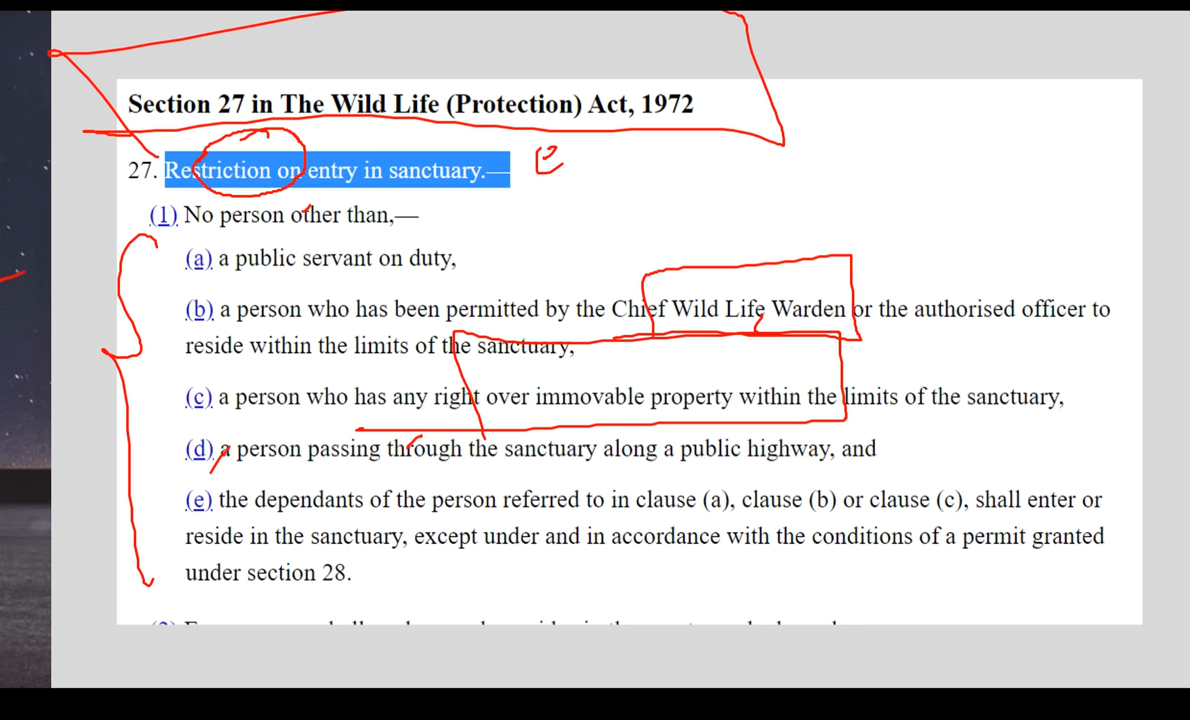 Section 27 in The Wild Life (Protection) Act, 1972
27. Restriction on entry in sanctuary.—
(1) No person other than,—
(a) a public servant on duty,
(b) a person who has been permitted by the Chief Wild Life Warden or the authorised officer to
reside within the limits of the sanctuary,
(c) a person who has any right over immovable property within the limits of the sanctuary,
(d) a person passing through the sanctuary along a public highway, and
(e) the dependants of the person referred to in clause (a), clause (b) or clause (c), shall enter or
reside in the sanctuary, except under and in accordance with the conditions of a permit granted
under section 28.